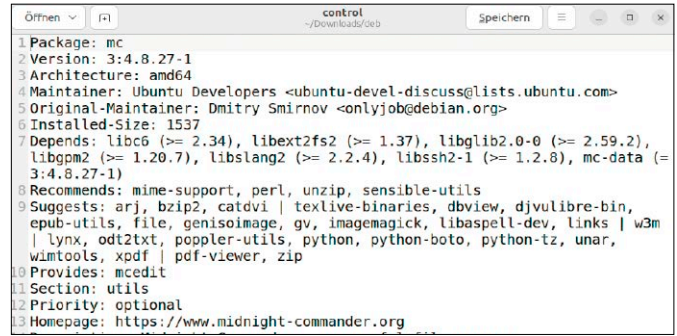 Öffnen
control
~/Downloads/deb
Speichern
1 Package: mc
2 Version: 3:4.8.27-1
3 Architecture: amd64
4 Maintainer: Ubuntu Developers <ubuntu-devel-discuss@lists.ubuntu.com>
5 Original-Maintainer: Dmitry Smirnov <onlyjob@debian.org>
6 Installed-Size: 1537
7 Depends: libc6 (>= 2.34), libext2fs2 (>= 1.37), libglib2.0-0 (>= 2.59.2),
libgpm2 (>= 1.20.7), libslang2 (>= 2.2.4), libssh2-1 (>= 1.2.8), mc-data (=
3:4.8.27-1)
8 Recommends: mime-support, perl, unzip, sensible-utils
9 Suggests: arj, bzip2, catdvi | texlive-binaries, dbview, djvulibre-bin,
epub-utils, file, genisoimage, gv, imagemagick, libaspell-dev, links | w3m
| lynx, odt2txt, poppler-utils, python, python-boto, python-tz, unar,
wimtools, xpdf | pdf-viewer, zip
10 Provides: mcedit
11 Section: utils
12 Priority: optional
13 Homepage: https://www.midnight-commander.org